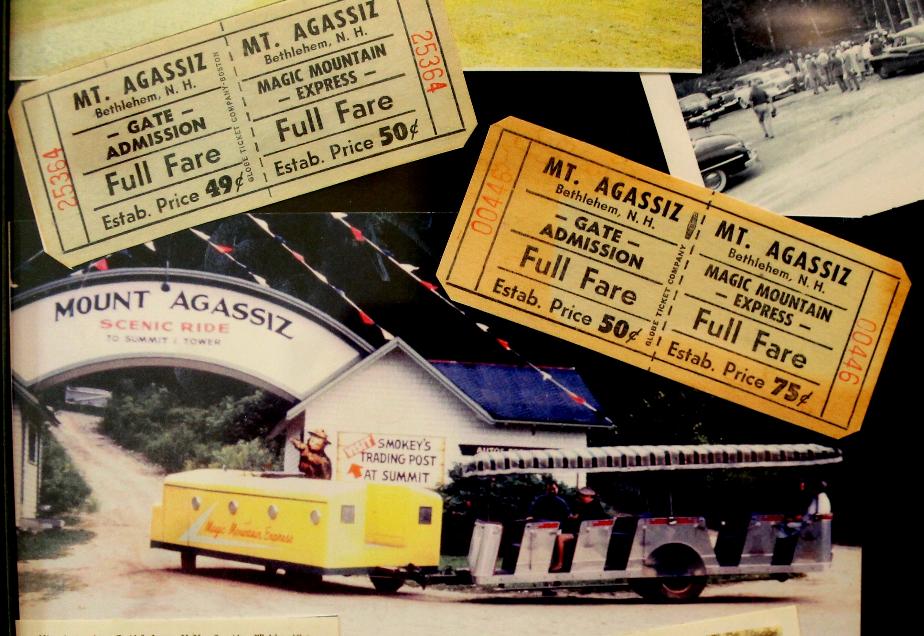 25364
MT. AGASSIZ
Bethlehem, N. H.
– GATE –
ADMISSION
Full Fare
Estab. Price 49¢
GLOBE TICKET COMPANY-BOSTON
MT. AGASSIZ
Bethlehem, N. H.
MAGIC MOUNTAIN
– EXPRESS –
Full Fare
Estab. Price 50¢
25364
MT. AGASSIZ
Bethlehem, N. H.
– GATE –
ADMISSION
Full Fare
Estab. Price 50¢
GLOBE TICKET COMPANY
MT. AGASSIZ
Bethlehem, N. H.
MAGIC MOUNTAIN
– EXPRESS –
Full Fare
Estab. Price 75¢
00446
MOUNT AGASSIZ
SCENIC RIDE
TO SUMMIT & TOWER
VISIT
SMOKEY'S
TRADING POST
AT SUMMIT
Magic Mountain Express